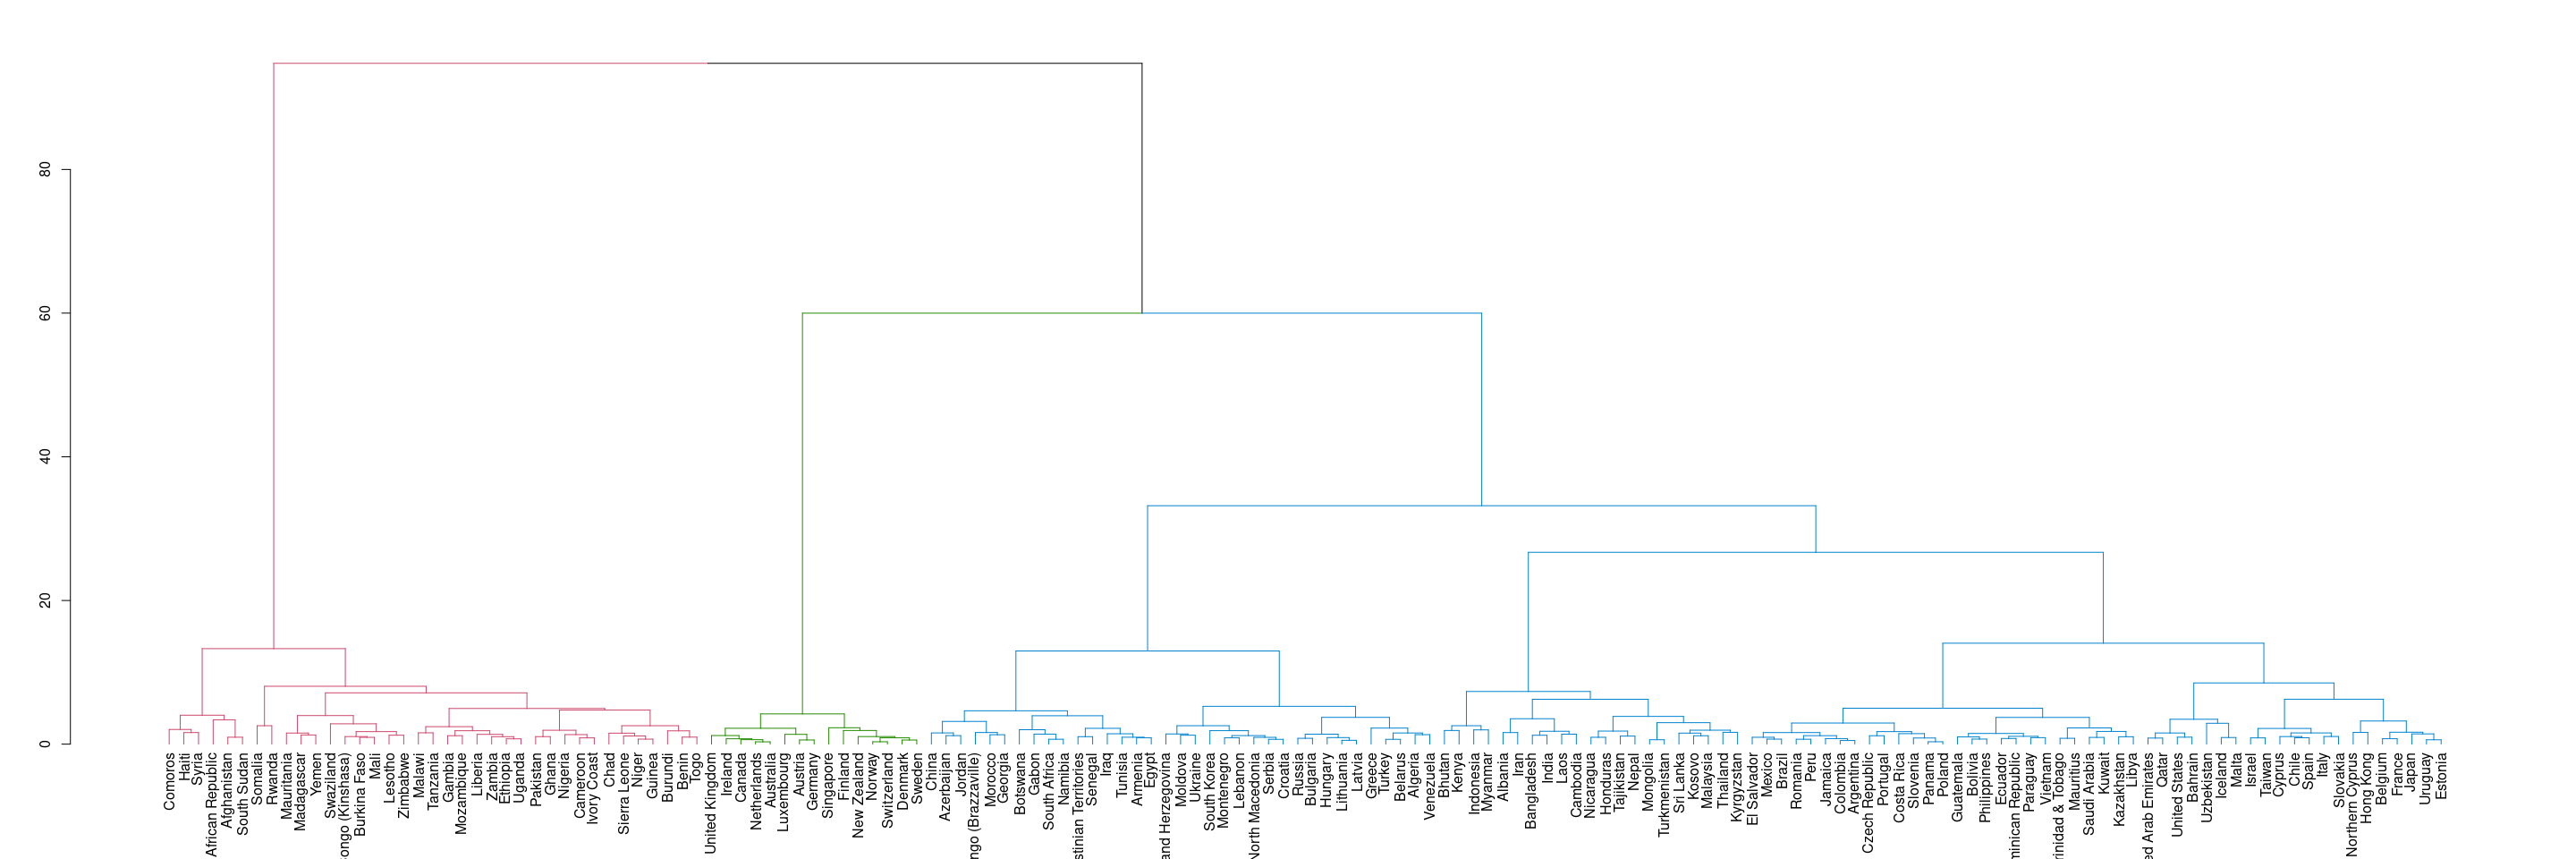 80
60
40
20
0
Comoros
Haiti
Syria
African Republic
Afghanistan
South Sudan
Somalia
Rwanda
Mauritania
Madagascar
Yemen
Swaziland
ongo (Kinshasa)
Burkina Faso
Mali
Lesotho
Zimbabwe
Malawi
Tanzania
Gambia
Mozambique
Liberia
Zambia
Ethiopia
Uganda
Pakistan
Ghana
Nigeria
Cameroon
Ivory Coast
Chad
Sierra Leone
Niger
Guinea
Burundi
Benin
Togo
United Kingdom
Ireland
Canada
Netherlands
Australia
Luxembourg
Austria
Germany
Singapore
Finland
New Zealand
Norway
Switzerland
Denmark
Sweden
China
Azerbaijan
Jordan
ngo (Brazzaville)
Morocco
Georgia
Botswana
Gabon
South Africa
Namibia
stinian Territories
Senegal
Iraq
Tunisia
Armenia
Egypt
and Herzegovina
Moldova
Ukraine
South Korea
Montenegro
Lebanon
North Macedonia
Serbia
Croatia
Russia
Bulgaria
Hungary
Lithuania
Latvia
Greece
Turkey
Belarus
Algeria
Venezuela
Bhutan
Kenya
Indonesia
Myanmar
Albania
Iran
Bangladesh
India
Laos
Cambodia
Nicaragua
Honduras
Tajikistan
Nepal
Mongolia
Turkmenistan
Sri Lanka
Kosovo
Malaysia
Thailand
Kyrgyzstan
El Salvador
Mexico
Brazil
Romania
Peru
Jamaica
Colombia
Argentina
Czech Republic
Portugal
Costa Rica
Slovenia
Panama
Poland
Guatemala
Bolivia
Philippines
Ecuador
minican Republic
Paraguay
Vietnam
rinidad & Tobago
Mauritius
Saudi Arabia
Kuwait
Kazakhstan
Libya
ed Arab Emirates
Qatar
United States
Bahrain
Uzbekistan
Iceland
Malta
Israel
Taiwan
Cyprus
Chile
Spain
Italy
Slovakia
Northern Cyprus
Hong Kong
Belgium
France
Japan
Uruguay
Estonia